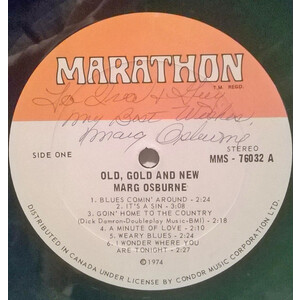 MARATHON
T.M. REGD.
To &
My Best Wishes,
Marg Osburne
SIDE ONE
STEREO
MMS - 76032 A
OLD, GOLD AND NEW
MARG OSBURNE
1. BLUES COMIN' AROUND - 2:24
2. IT'S A SIN - 3:08
3. GOIN' HOME TO THE COUNTRY
(Dick Damron-Doubleplay Music-BMI) - 2:18
4. A MINUTE OF LOVE - 2:10
5. WEARY BLUES - 2:31
6. I WONDER WHERE YOU
ARE TONIGHT - 2:27
℗1974
DISTRIBUTED IN CANADA UNDER LICENSE BY CONDOR MUSIC CORPORATION LTD.